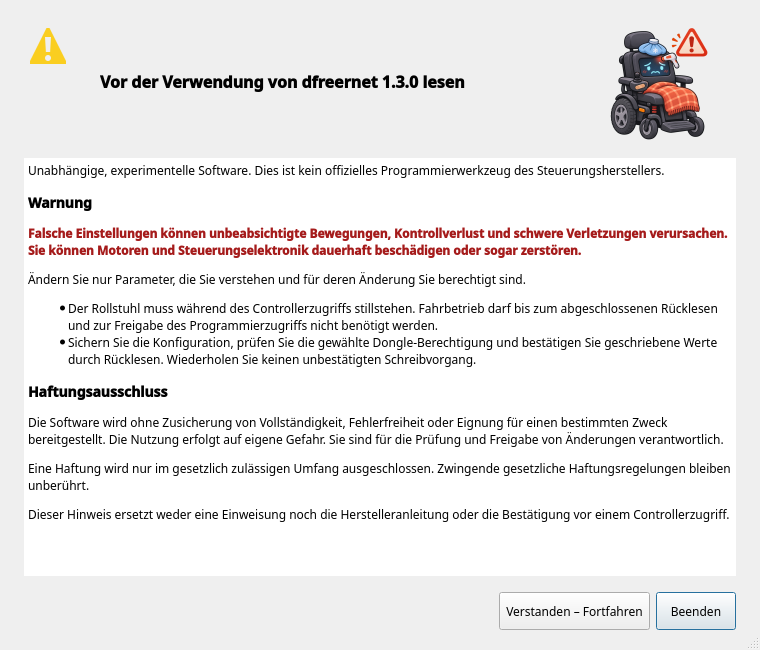 Vor der Verwendung von dfreernet 1.3.0 lesen
Unabhängige, experimentelle Software. Dies ist kein offizielles Programmierwerkzeug des Steuerungsherstellers.
Warnung
Falsche Einstellungen können unbeabsichtigte Bewegungen, Kontrollverlust und schwere Verletzungen verursachen.
Sie können Motoren und Steuerungselektronik dauerhaft beschädigen oder sogar zerstören.
Ändern Sie nur Parameter, die Sie verstehen und für deren Änderung Sie berechtigt sind.
• Der Rollstuhl muss während des Controllerzugriffs stillstehen. Fahrbetrieb darf bis zum abgeschlossenen Rücklesen
und zur Freigabe des Programmierzugriffs nicht benötigt werden.
• Sichern Sie die Konfiguration, prüfen Sie die gewählte Dongle-Berechtigung und bestätigen Sie geschriebene Werte
durch Rücklesen. Wiederholen Sie keinen unbestätigten Schreibvorgang.
Haftungsausschluss
Die Software wird ohne Zusicherung von Vollständigkeit, Fehlerfreiheit oder Eignung für einen bestimmten Zweck
bereitgestellt. Die Nutzung erfolgt auf eigene Gefahr. Sie sind für die Prüfung und Freigabe von Änderungen verantwortlich.
Eine Haftung wird nur im gesetzlich zulässigen Umfang ausgeschlossen. Zwingende gesetzliche Haftungsregelungen bleiben
unberührt.
Dieser Hinweis ersetzt weder eine Einweisung noch die Herstelleranleitung oder die Bestätigung vor einem Controllerzugriff.
Verstanden – Fortfahren
Beenden